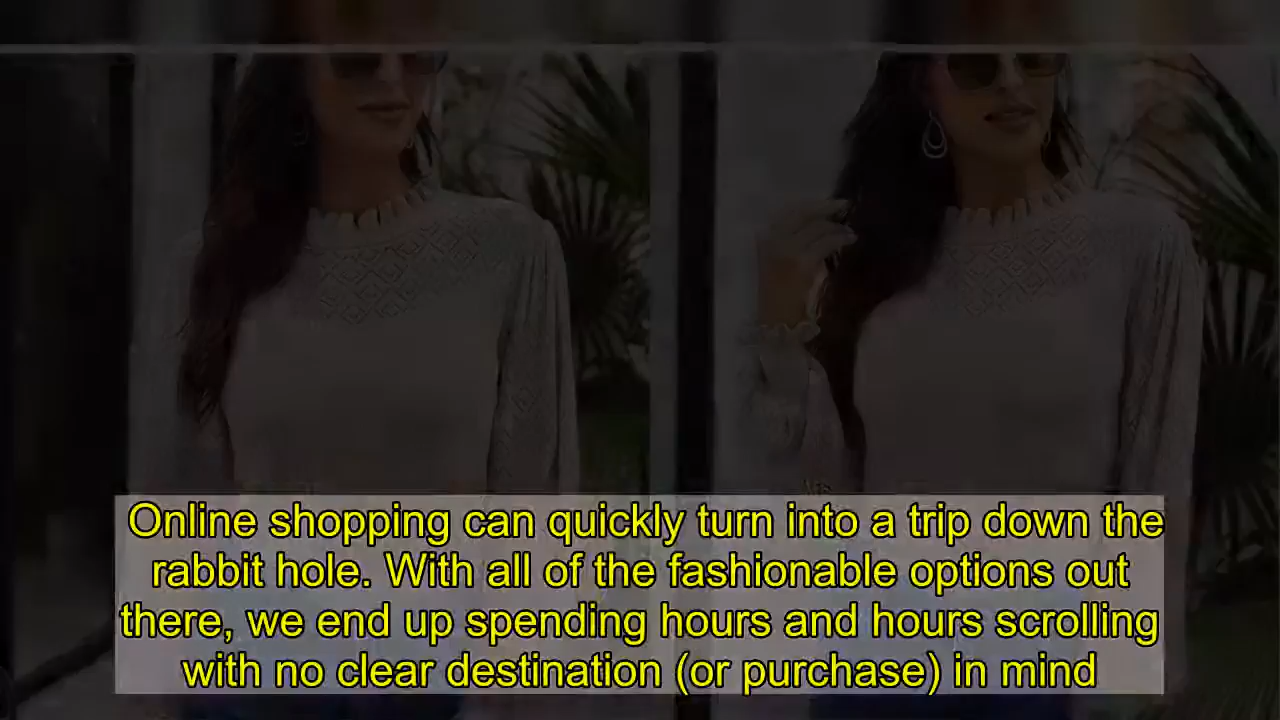 Online shopping can quickly turn into a trip down the
rabbit hole. With all of the fashionable options out
there, we end up spending hours and hours scrolling
with no clear destination (or purchase) in mind